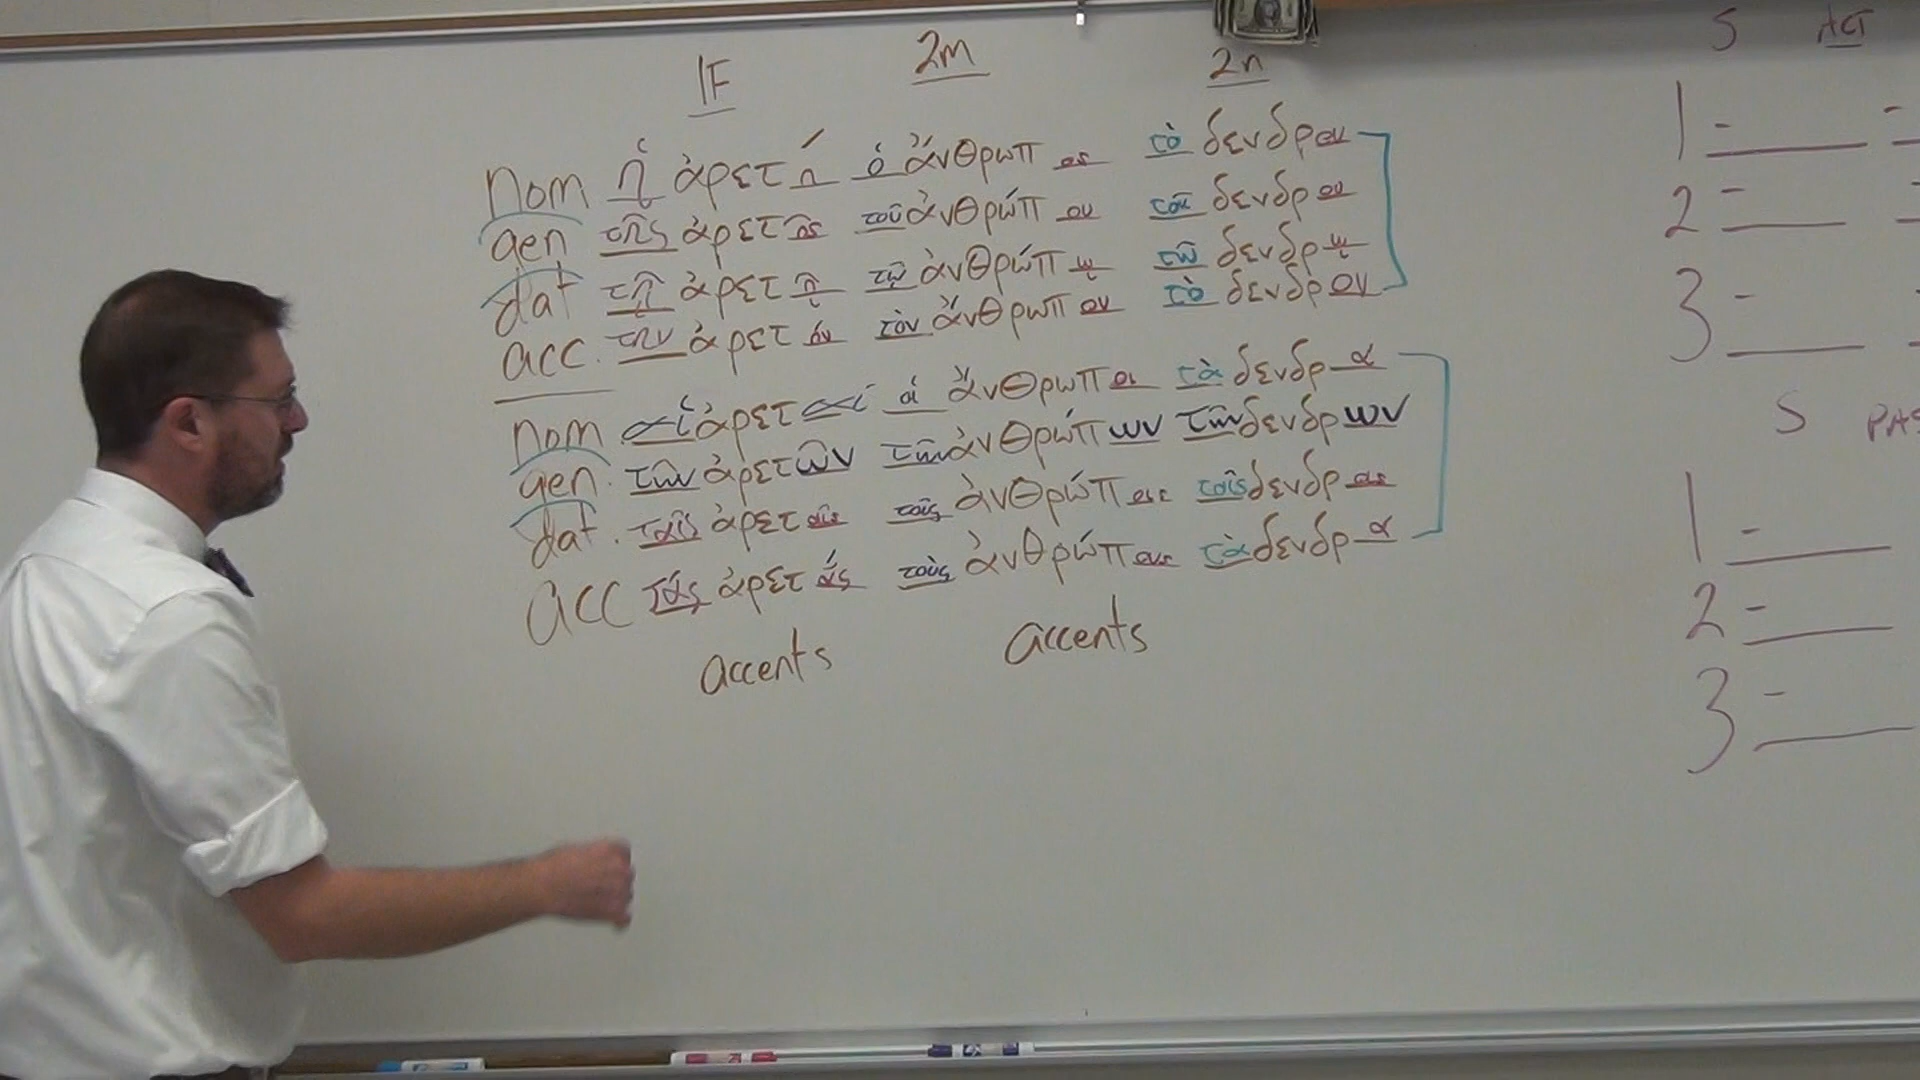 1F 2m 2n
nom ἡ ἀρετή ὁ ἄνθρωπος τὸ δενδρον
gen τῆς ἀρετῆς τοῦ ἀνθρώπου τοῦ δενδρου
dat τῇ ἀρετῇ τῷ ἀνθρώπῳ τῷ δενδρῳ
acc. την ἀρετήν τὸν ἄνθρωπον τὸ δενδρον
nom αἱ ἀρεταί οἱ ἄνθρωποι τὰ δενδρα
gen. τῶν ἀρετῶν τῶν ἀνθρώπων τῶν δενδρων
dat. ταῖς ἀρεταῖς τοῖς ἀνθρώποις τοῖς δενδροις
acc τάς ἀρετάς τοὺς ἀνθρώπους τὰ δενδρα
accents accents
S ACT
1 -
2 -
3 -
S
1 -
2 -
3 -